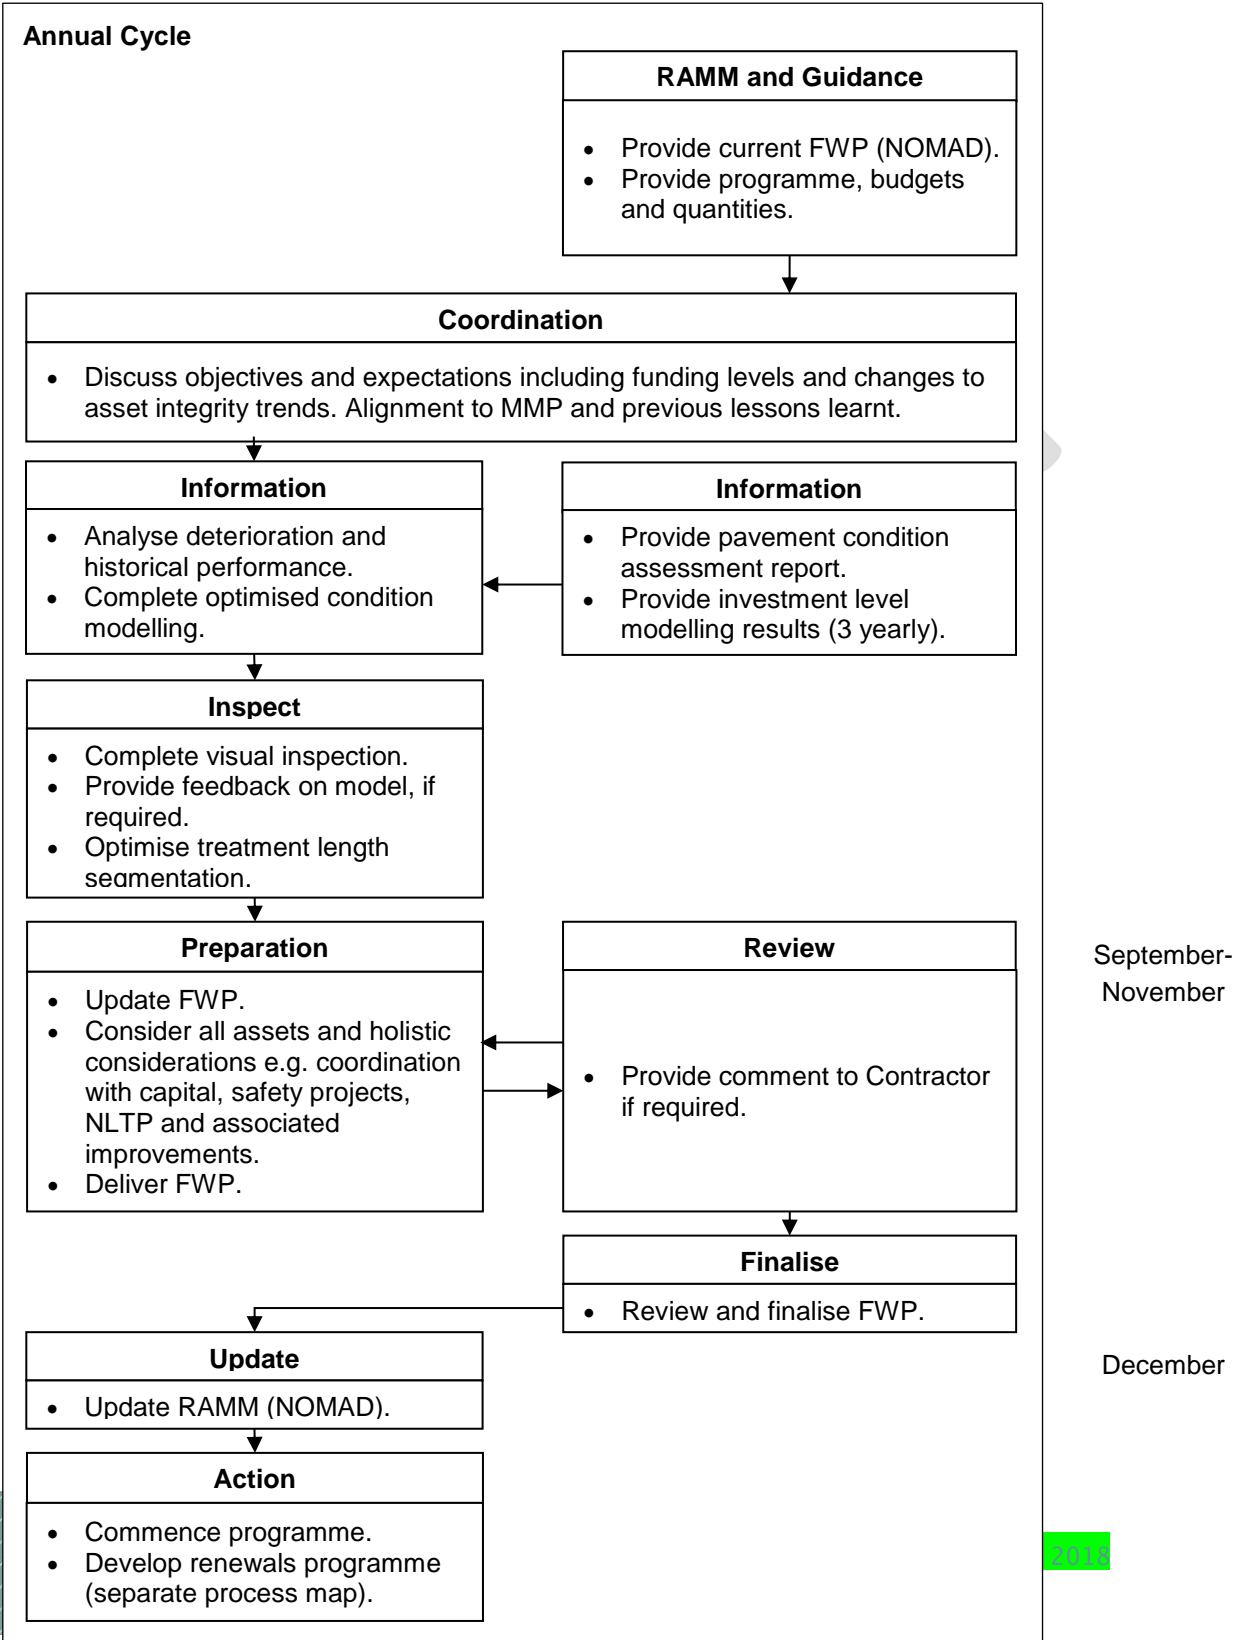 Annual Cycle
RAMM and Guidance
• Provide current FWP (NOMAD).
• Provide programme, budgets
and quantities.
Coordination
• Discuss objectives and expectations including funding levels and changes to
asset integrity trends. Alignment to MMP and previous lessons learnt.
Information
• Analyse deterioration and
historical performance.
• Complete optimised condition
modelling.
Information
• Provide pavement condition
assessment report.
• Provide investment level
modelling results (3 yearly).
Inspect
• Complete visual inspection.
• Provide feedback on model, if
required.
• Optimise treatment length
segmentation.
Preparation
• Update FWP.
• Consider all assets and holistic
considerations e.g. coordination
with capital, safety projects,
NLTP and associated
improvements.
• Deliver FWP.
Review
• Provide comment to Contractor
if required.
September-
November
Finalise
• Review and finalise FWP.
Update
• Update RAMM (NOMAD).
December
Action
• Commence programme.
• Develop renewals programme
(separate process map).
2018